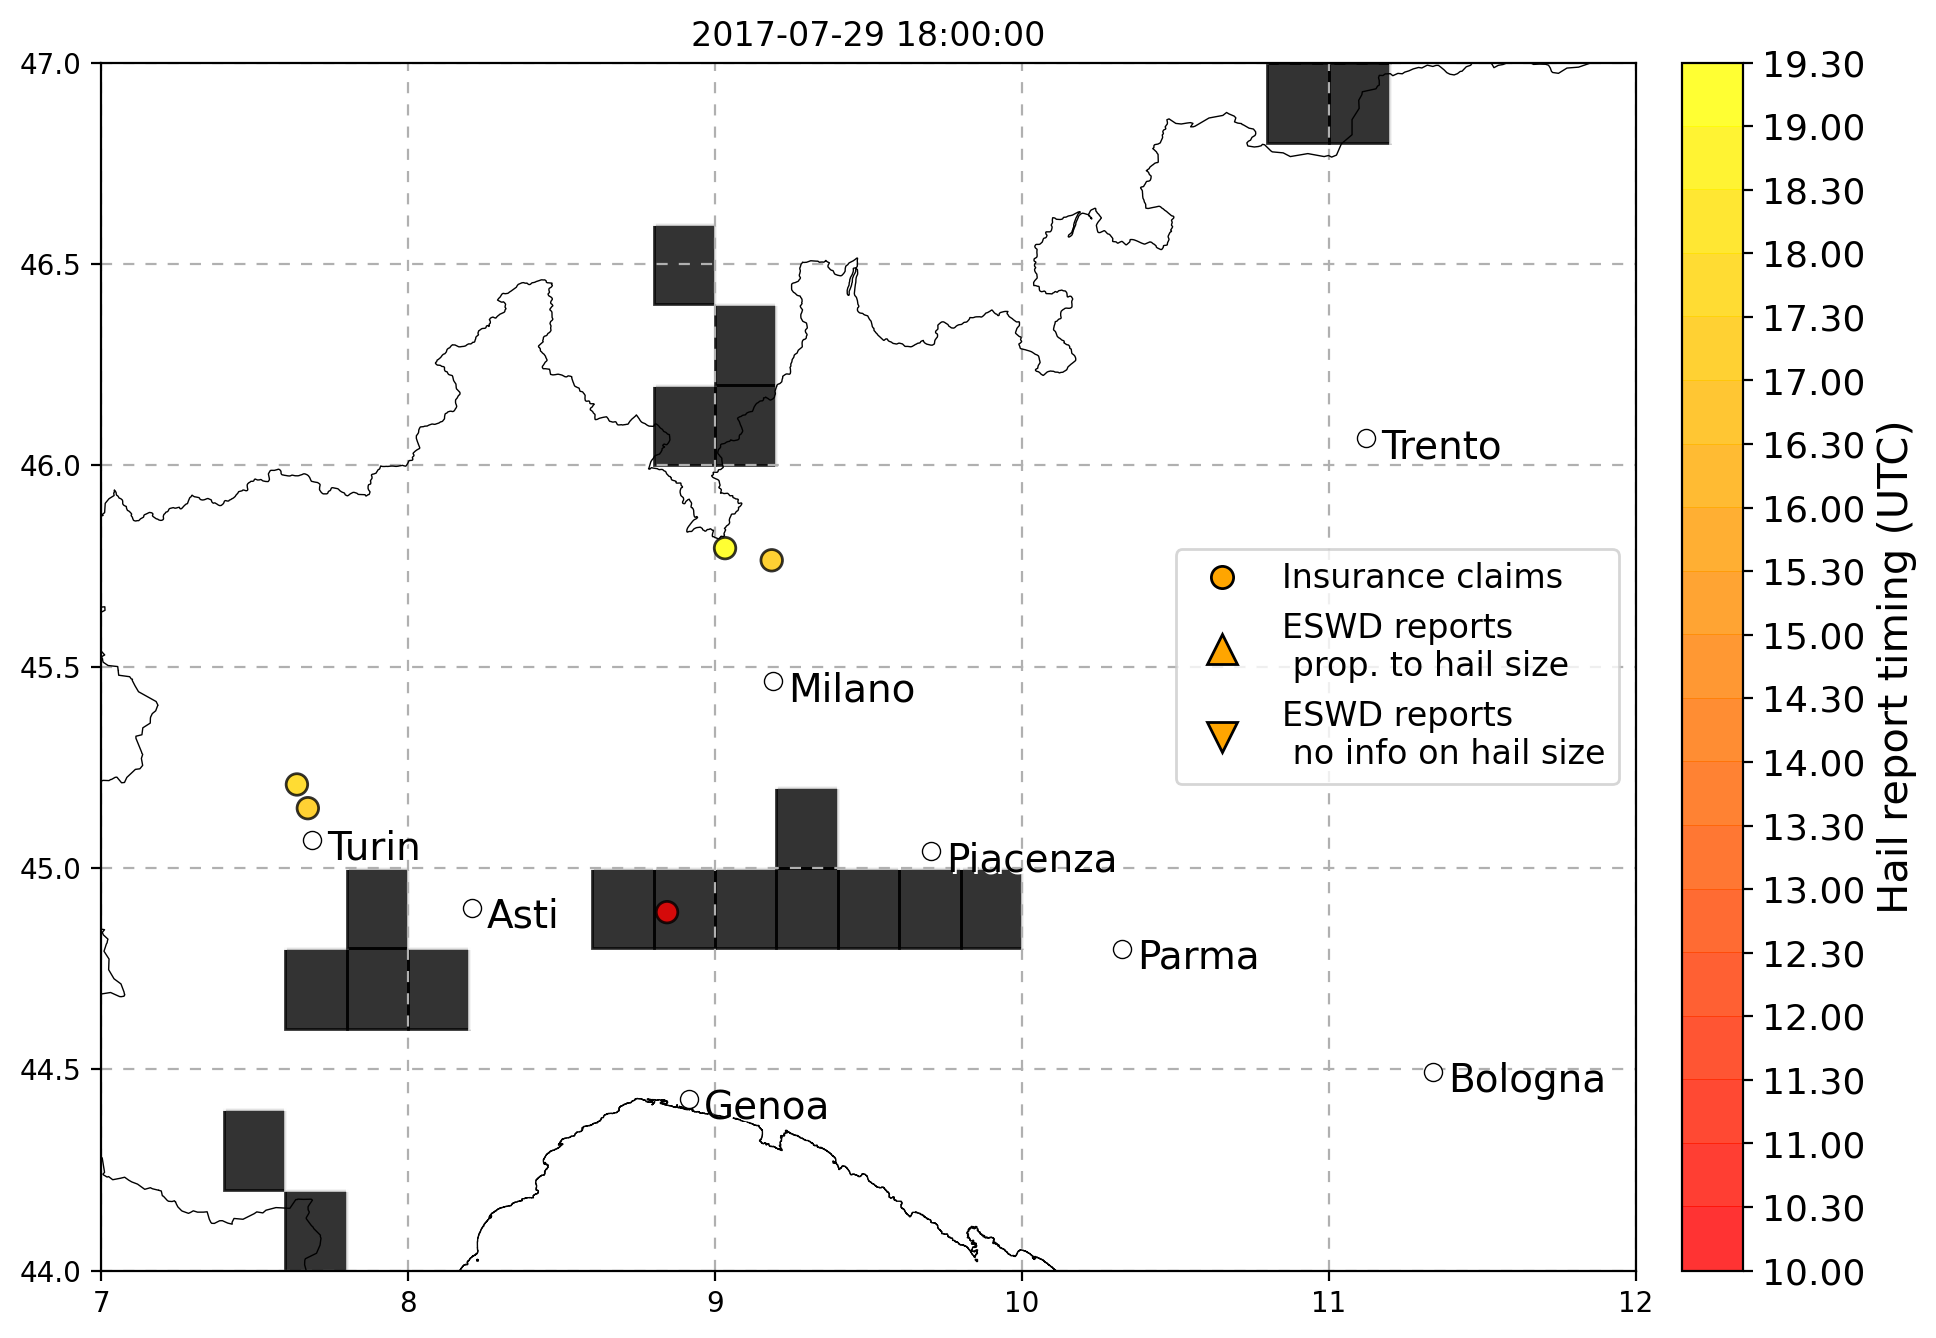 2017-07-29 18:00:00
47.0
46.5
46.0
45.5
45.0
44.5
44.0
7
8
9
10
11
12
Trento
Milano
Turin
Piacenza
Asti
Parma
Bologna
Genoa
Insurance claims
ESWD reports
prop. to hail size
ESWD reports
no info on hail size
19.30
19.00
18.30
18.00
17.30
17.00
16.30
16.00
15.30
15.00
14.30
14.00
13.30
13.00
12.30
12.00
11.30
11.00
10.30
10.00
Hail report timing (UTC)